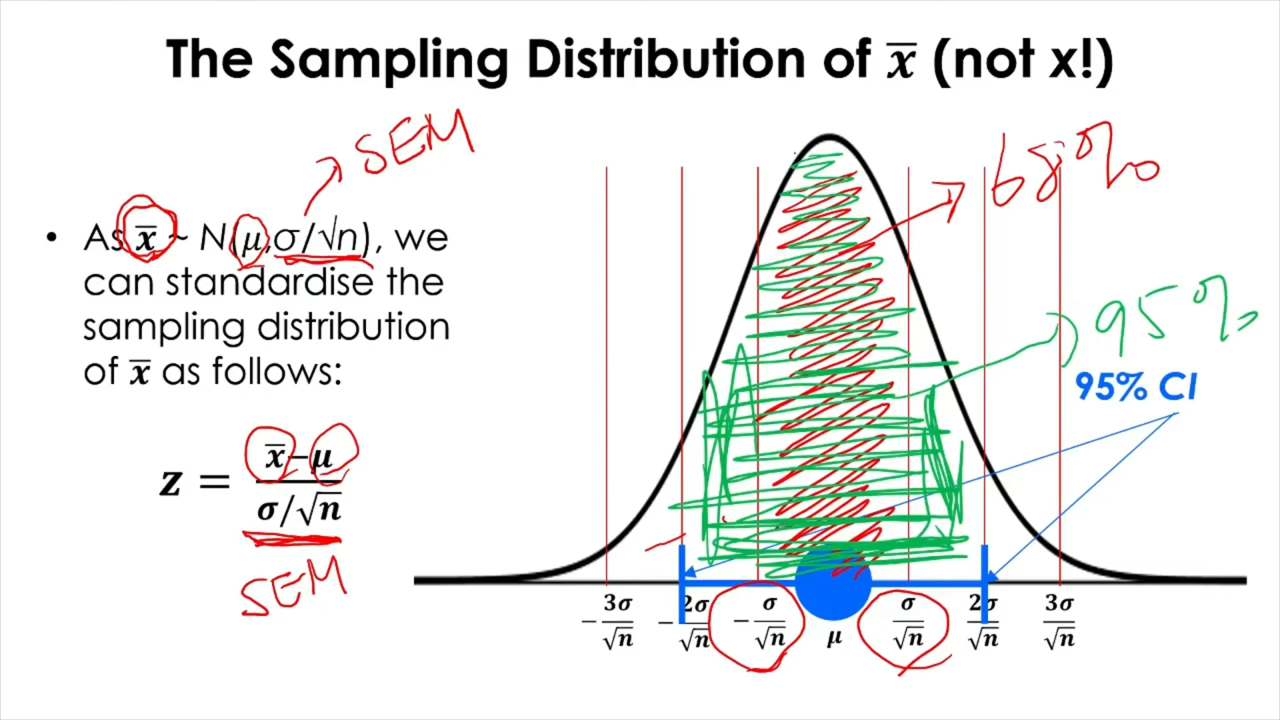 The Sampling Distribution of x̅ (not x!)
SEM
• As x̅ ~ N(μ,σ/√n), we
can standardise the
sampling distribution
of x̅ as follows:
z = (x̅−μ)/(σ/√n)
SEM
68%
95%
95% CI
−3σ/√n −2σ/√n −σ/√n μ σ/√n 2σ/√n 3σ/√n